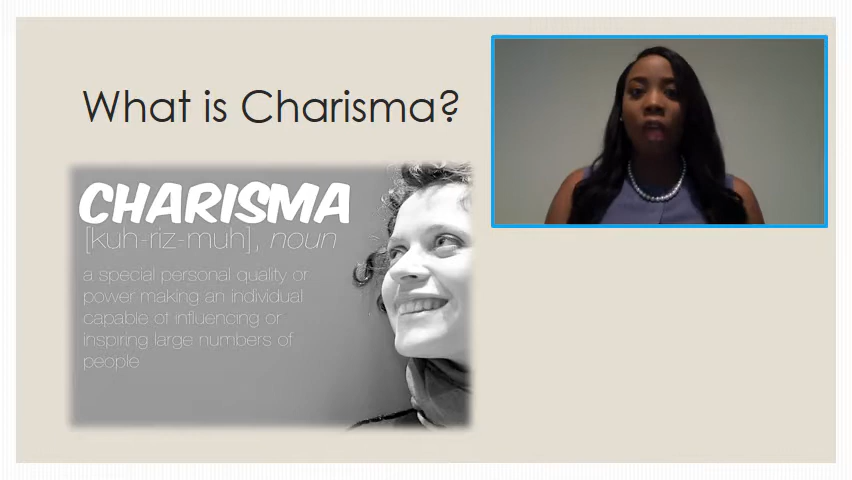 What is Charisma?
CHARISMA
[kuh-riz-muh], noun
a special personal quality or
power making an individual
capable of influencing or
inspiring large numbers of
people